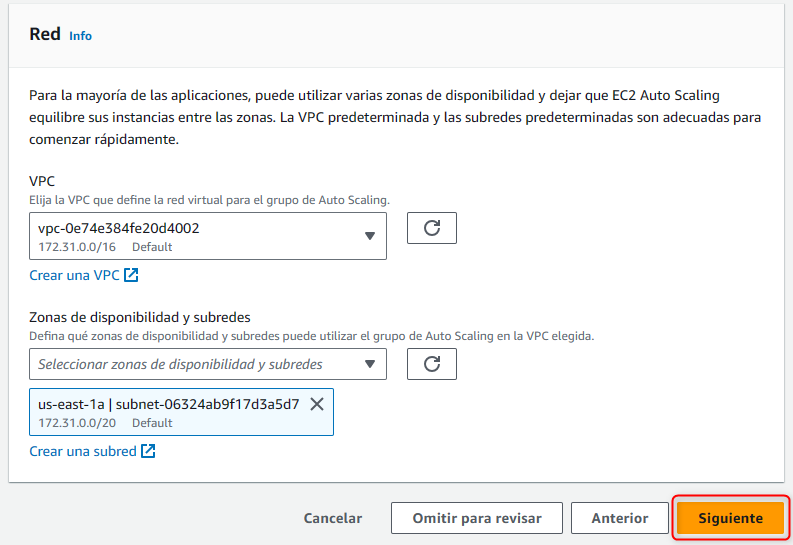 Red Info
Para la mayoría de las aplicaciones, puede utilizar varias zonas de disponibilidad y dejar que EC2 Auto Scaling
equilibre sus instancias entre las zonas. La VPC predeterminada y las subredes predeterminadas son adecuadas para
comenzar rápidamente.
VPC
Elija la VPC que define la red virtual para el grupo de Auto Scaling.
vpc-0e74e384fe20d4002
172.31.0.0/16 Default
Crear una VPC
Zonas de disponibilidad y subredes
Defina qué zonas de disponibilidad y subredes puede utilizar el grupo de Auto Scaling en la VPC elegida.
Seleccionar zonas de disponibilidad y subredes
us-east-1a | subnet-06324ab9f17d3a5d7
172.31.0.0/20 Default
Crear una subred
Cancelar Omitir para revisar Anterior Siguiente